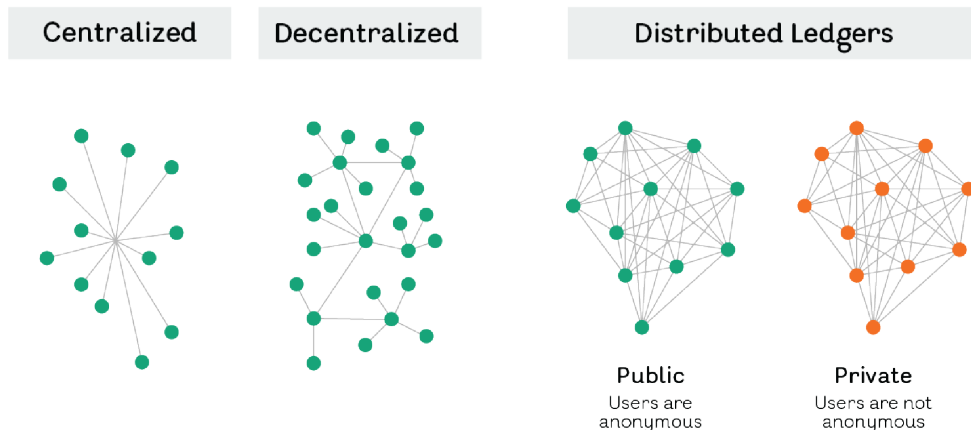 Centralized
Decentralized
Distributed Ledgers
Public
Users are
anonymous
Private
Users are not
anonymous